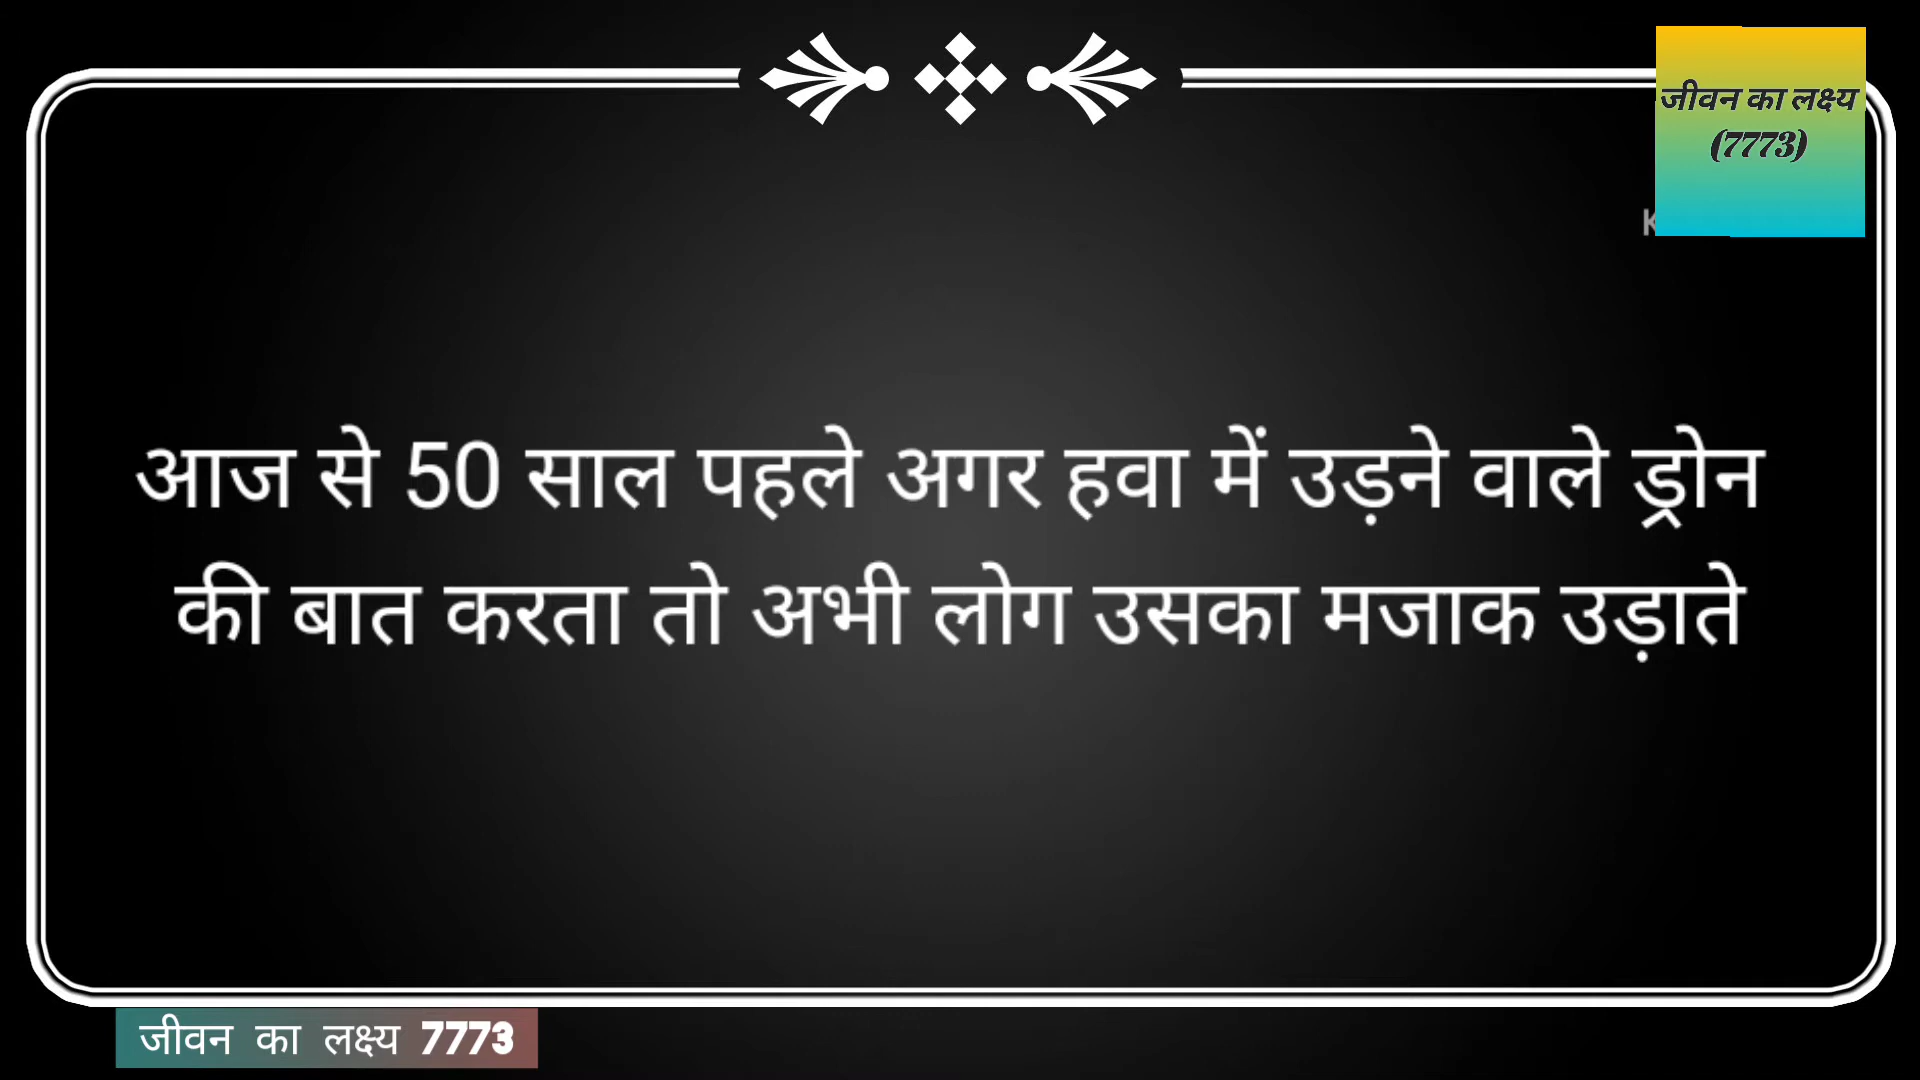 जीवन का लक्ष्य
(7773)
आज से 50 साल पहले अगर हवा में उड़ने वाले ड्रोन
की बात करता तो अभी लोग उसका मजाक उड़ाते
जीवन का लक्ष्य 7773